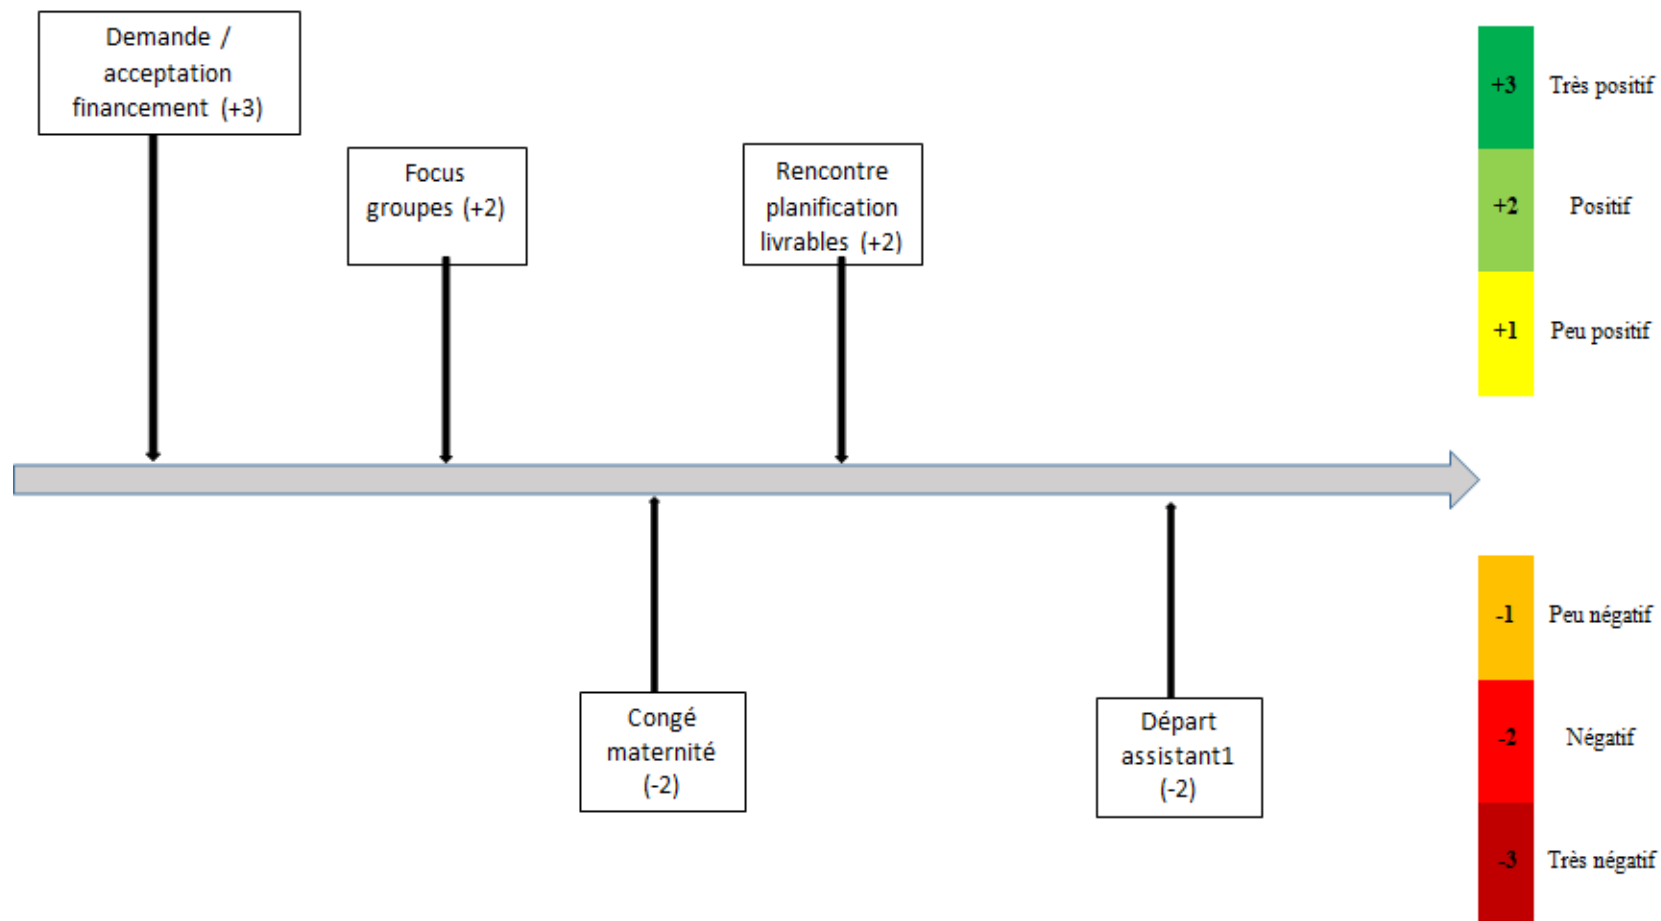 Demande /
acceptation
financement (+3)
Focus
groupes (+2)
Rencontre
planification
livrables (+2)
Congé
maternité
(-2)
Départ
assistant1
(-2)
+3 Très positif
+2 Positif
+1 Peu positif
-1 Peu négatif
-2 Négatif
-3 Très négatif